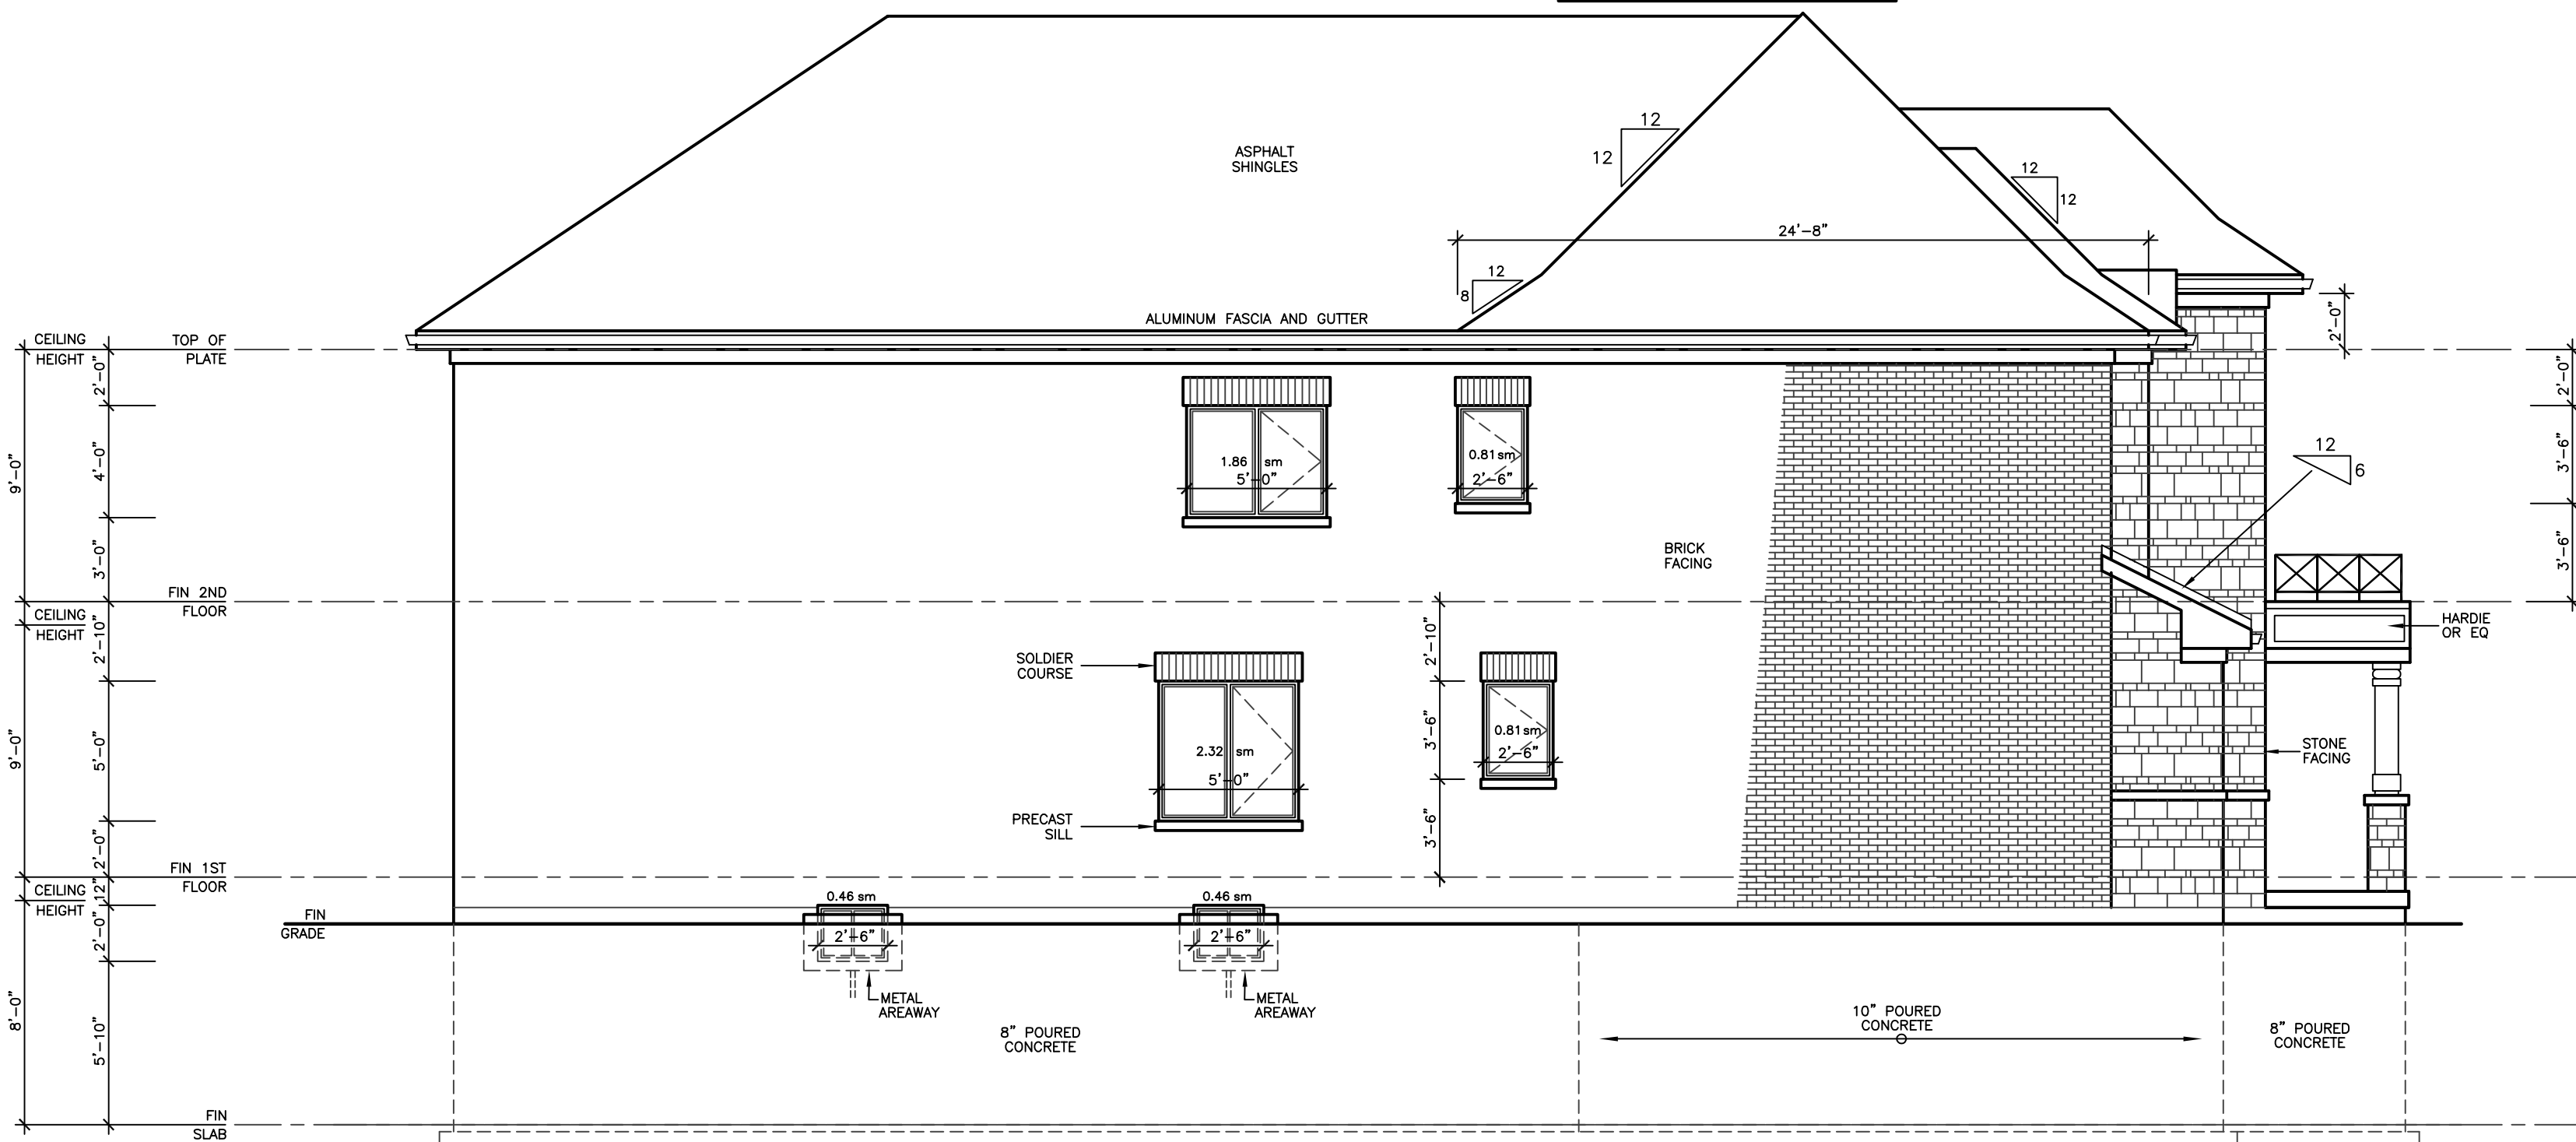 12
12
ASPHALT
SHINGLES
12
12
24'-8"
12
8
ALUMINUM FASCIA AND GUTTER
2'-0"
CEILING
HEIGHT
TOP OF
PLATE
2'-0"
4'-0"
3'-0"
9'-0"
1.86 sm
5'-0"
0.81 sm
2'-6"
BRICK
FACING
12
6
2'-0"
3'-6"
3'-6"
FIN 2ND
FLOOR
CEILING
HEIGHT
2'-10"
5'-0"
2'-0"
9'-0"
SOLDIER
COURSE
2.32 sm
5'-0"
PRECAST
SILL
2'-10"
3'-6"
3'-6"
0.81 sm
2'-6"
HARDIE
OR EQ
STONE
FACING
FIN 1ST
FLOOR
CEILING
HEIGHT
12"
2'-0"
5'-10"
8'-0"
FIN
GRADE
0.46 sm
2'-6"
METAL
AREAWAY
0.46 sm
2'-6"
METAL
AREAWAY
8" POURED
CONCRETE
10" POURED
CONCRETE
8" POURED
CONCRETE
FIN
SLAB